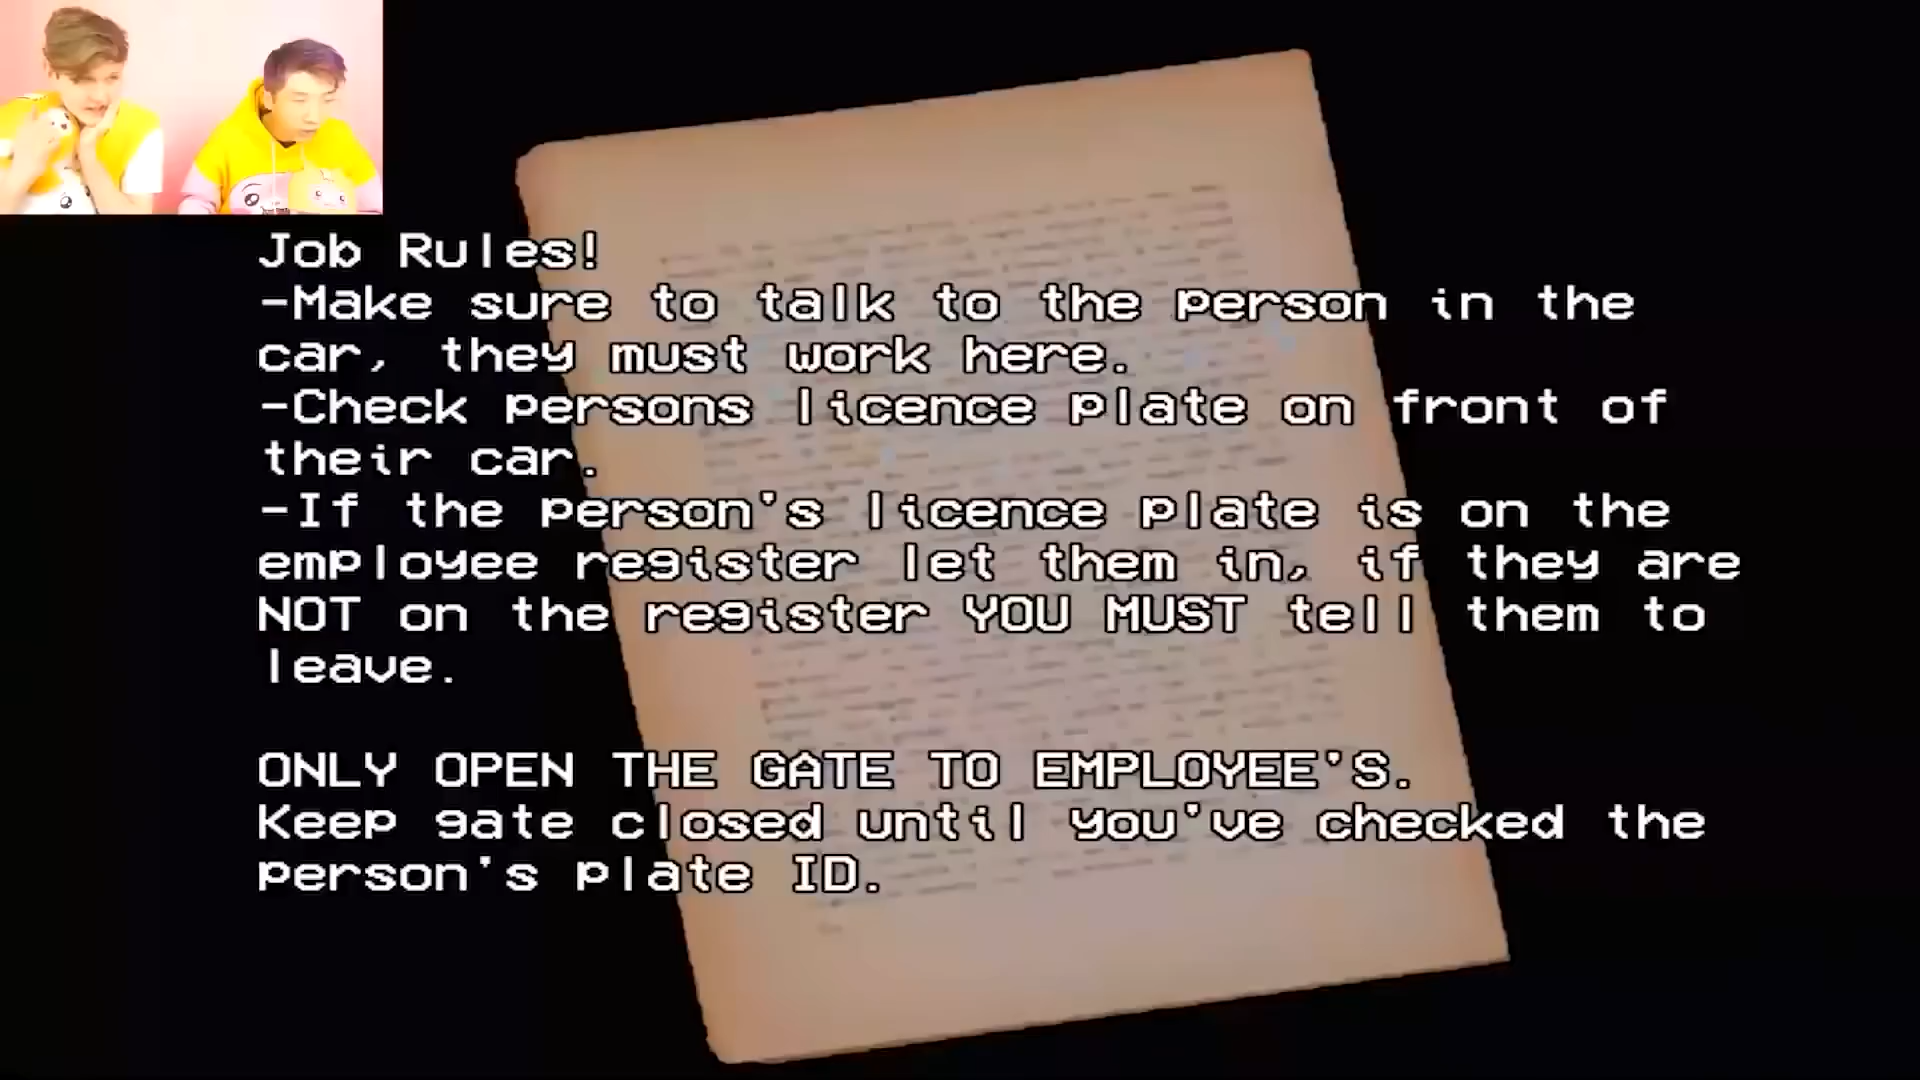 Job Rules!
-Make sure to talk to the person in the
car, they must work here.
-Check persons licence plate on front of
their car.
-If the person's licence plate is on the
employee register let them in, if they are
NOT on the register YOU MUST tell them to
leave.
ONLY OPEN THE GATE TO EMPLOYEE'S.
Keep gate closed until you've checked the
person's plate ID.